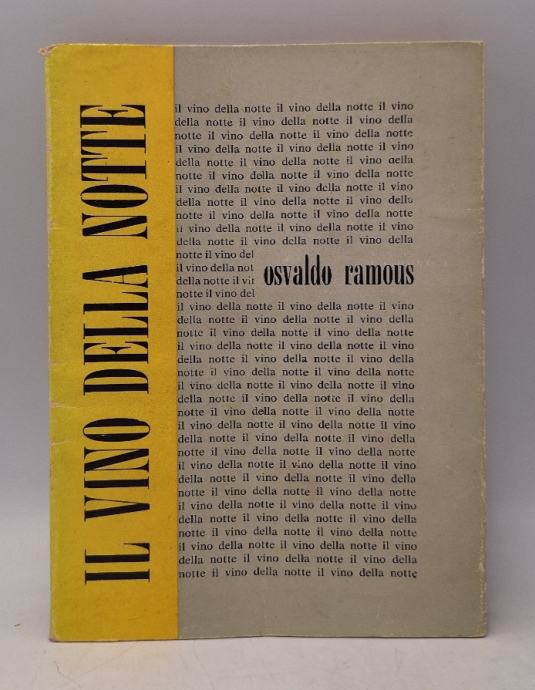 IL VINO DELLA NOTTE
il vino della notte il vino della notte il vino
della notte il vino della notte il vino della
notte il vino della notte il vino della notte
il vino della notte il vino della notte il vino
della notte il vino della notte il vino della
notte il vino della notte il vino della notte
il vino della notte il vino della notte il vino
della notte il vino della notte il vino della
notte il vino della notte il vino della notte
il vino della notte il vino della notte il vino
della notte il vino della notte il vino della
notte il vino del
il vino della not
della notte il vir
notte il vino del
osvaldo ramous
il vino della notte il vino della notte il vino
della notte il vino della notte il vino della
notte il vino della notte il vino della notte
il vino della notte il vino della notte il vino
della notte il vino della notte il vino della
notte il vino della notte il vino della notte
il vino della notte il vino della notte il vino
della notte il vino della notte il vino della
notte il vino della notte il vino della notte
il vino della notte il vino della notte il vino
della notte il vino della notte il vino della
notte il vino della notte il vino della notte
il vino della notte il vino della notte il vino
della notte il vino della notte il vino della
notte il vino della notte il vino della notte
il vino della notte il vino della notte il vino
della notte il vino della notte il vino della
notte il vino della notte il vino della notte
il vino della notte il vino della notte il vino
della notte il vino della notte il vino della
notte il vino della notte il vino della notte